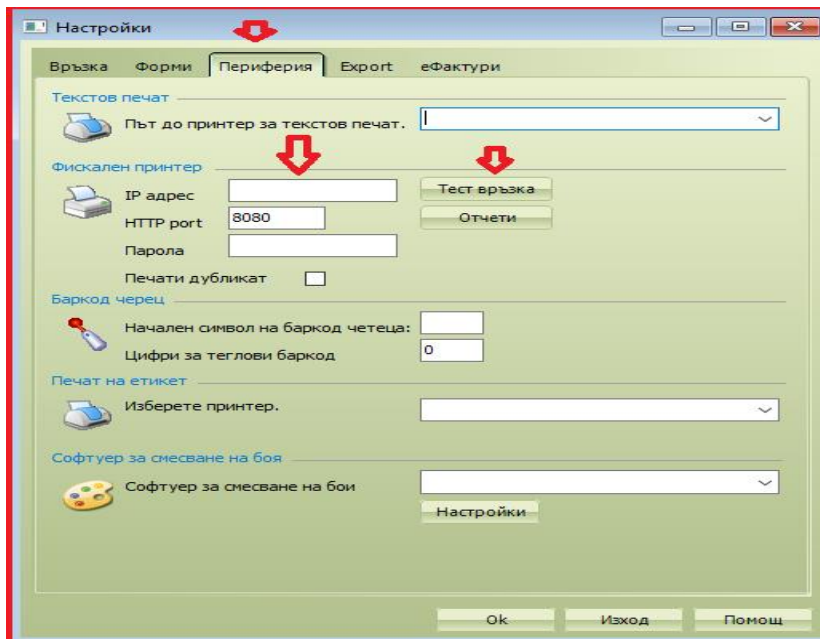 Настройки
Връзка Форми Периферия Export еФактури
Текстов печат
Път до принтер за текстов печат.
Фискален принтер
IP адрес Тест връзка
HTTP port 8080 Отчети
Парола
Печати дубликат
Баркод черец
Начален символ на баркод четеца:
Цифри за теглови баркод 0
Печат на етикет
Изберете принтер.
Софтуер за смесване на боя
Софтуер за смесване на бои
Настройки
Ok Изход Помощ